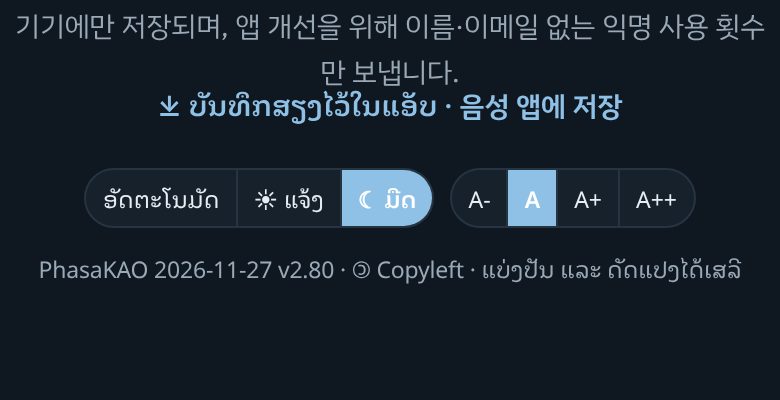 기기에만 저장되며, 앱 개선을 위해 이름·이메일 없는 익명 사용 횟수
만 보냅니다.
ບັນທຶກສຽງໄວ້ໃນແອັບ · 음성 앱에 저장
ອັດຕະໂນມັດ ☀ ແຈ້ງ ☾ ມືດ A- A A+ A++
PhasaKAO 2026-11-27 v2.80 · 🄯 Copyleft · ແບ່ງປັນ ແລະ ດັດແປງໄດ້ເສລີ